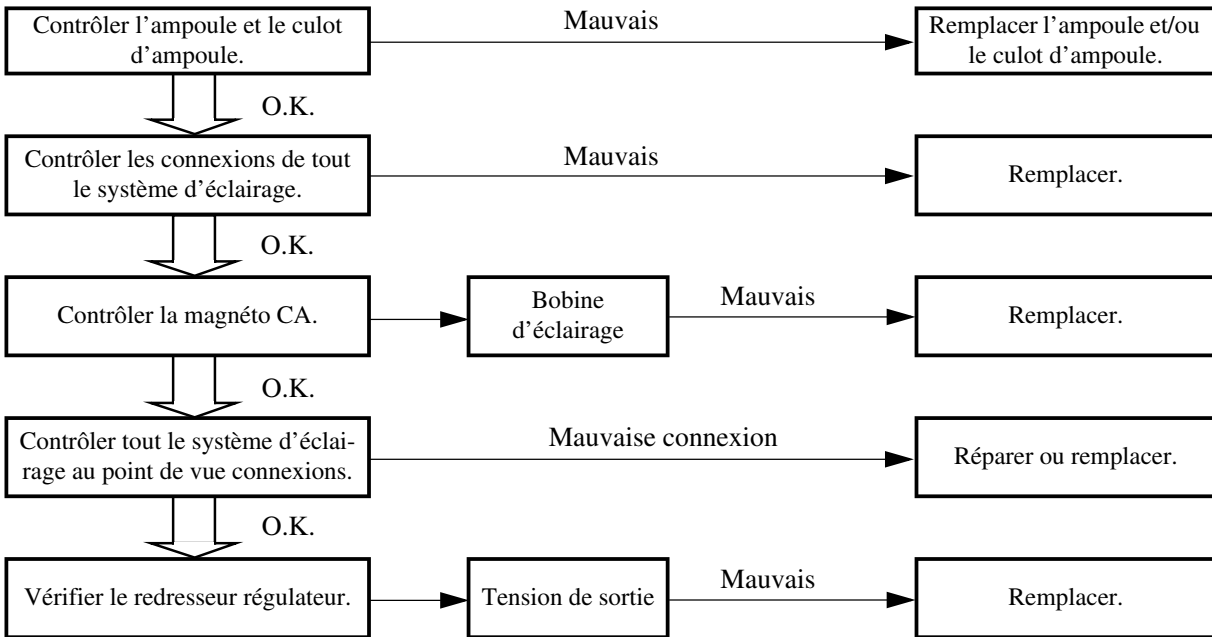 Contrôler l’ampoule et le culot
d’ampoule.
Mauvais
Remplacer l’ampoule et/ou
le culot d’ampoule.
O.K.
Contrôler les connexions de tout
le système d’éclairage.
Mauvais
Remplacer.
O.K.
Contrôler la magnéto CA.
Bobine
d’éclairage
Mauvais
Remplacer.
O.K.
Contrôler tout le système d’éclai-
rage au point de vue connexions.
Mauvaise connexion
Réparer ou remplacer.
O.K.
Vérifier le redresseur régulateur.
Tension de sortie
Mauvais
Remplacer.